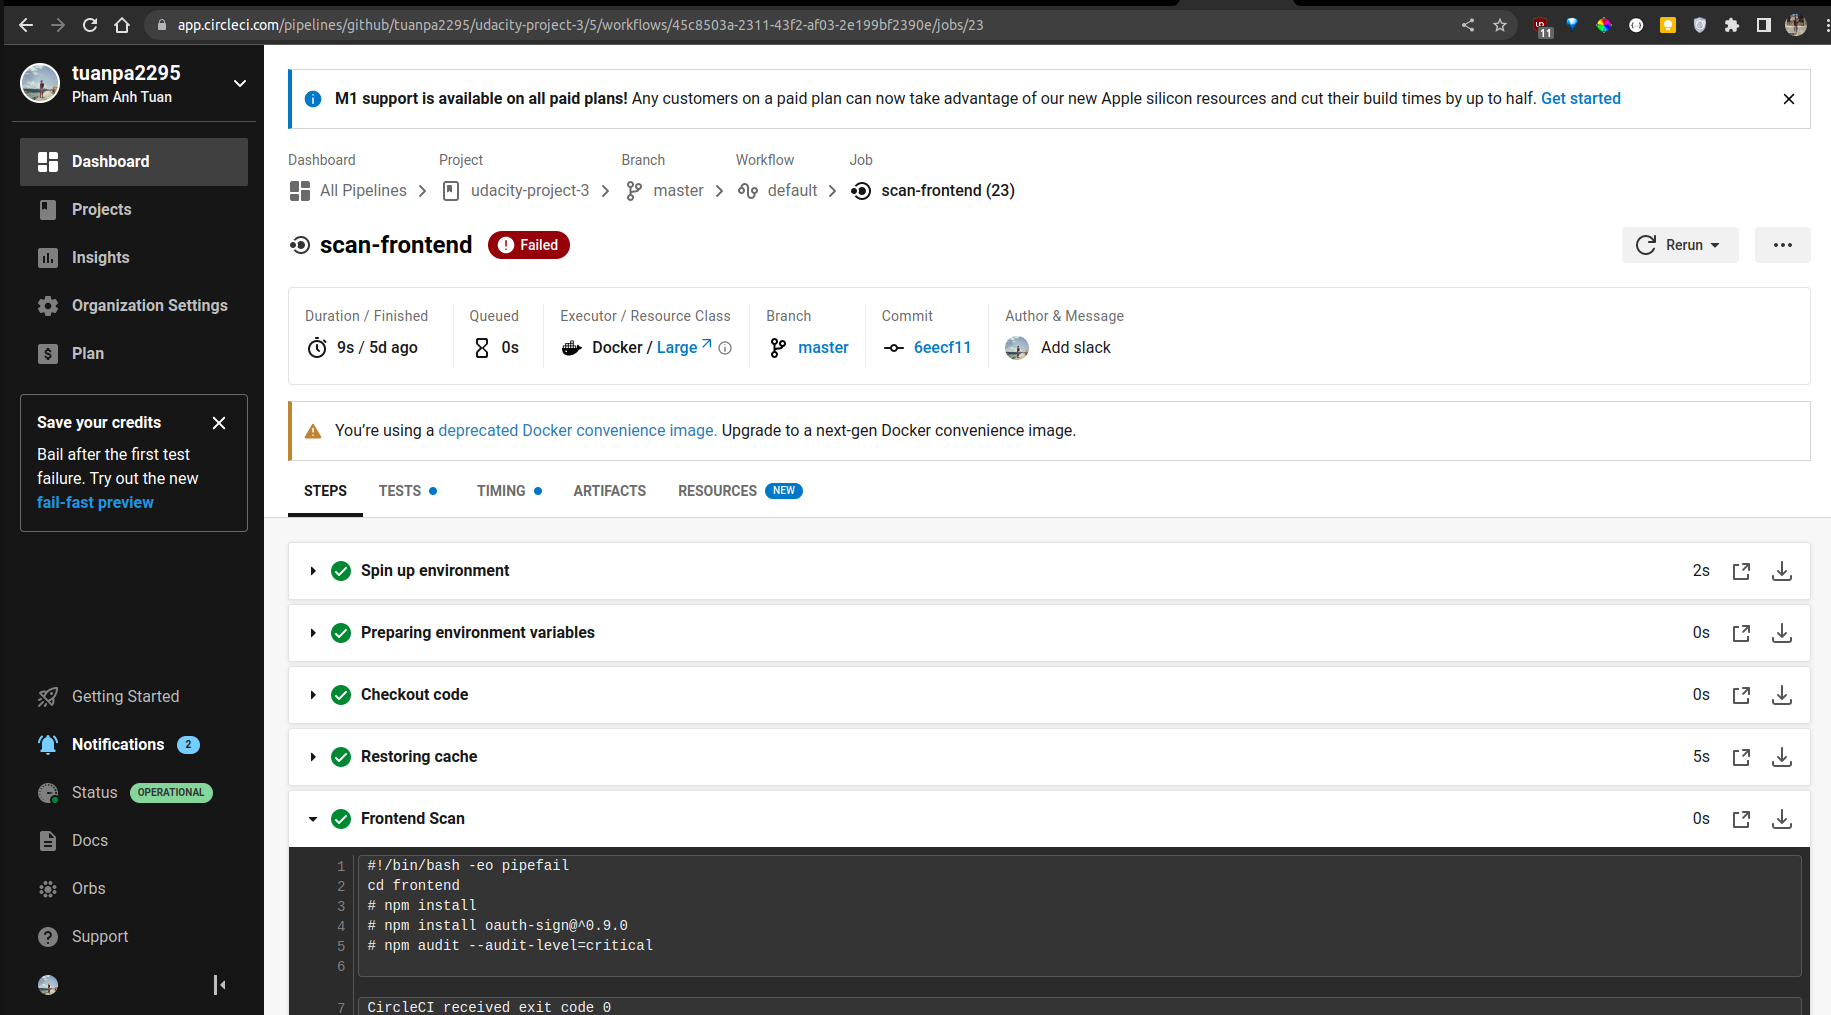 app.circleci.com/pipelines/github/tuanpa2295/udacity-project-3/5/workflows/45c8503a-2311-43f2-af03-2e199bf2390e/jobs/23
11
tuanpa2295
Pham Anh Tuan
Dashboard
Projects
Insights
Organization Settings
Plan
Save your credits
Bail after the first test
failure. Try out the new
fail-fast preview
Getting Started
Notifications 2
Status OPERATIONAL
Docs
Orbs
Support
M1 support is available on all paid plans! Any customers on a paid plan can now take advantage of our new Apple silicon resources and cut their build times by up to half. Get started
Dashboard Project Branch Workflow Job
All Pipelines udacity-project-3 master default scan-frontend (23)
scan-frontend Failed Rerun
Duration / Finished Queued Executor / Resource Class Branch Commit Author & Message
9s / 5d ago 0s Docker / Large master 6eecf11 Add slack
You’re using a deprecated Docker convenience image. Upgrade to a next-gen Docker convenience image.
STEPS TESTS TIMING ARTIFACTS RESOURCES NEW
Spin up environment 2s
Preparing environment variables 0s
Checkout code 0s
Restoring cache 5s
Frontend Scan 0s
1 #!/bin/bash -eo pipefail
2 cd frontend
3 # npm install
4 # npm install oauth-sign@^0.9.0
5 # npm audit --audit-level=critical
6
7 CircleCI received exit code 0